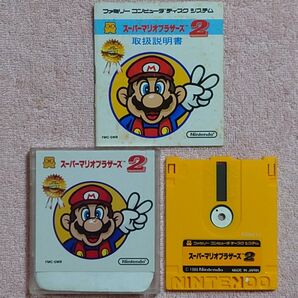 ファミリー コンピュータ ディスク システム
スーパーマリオブラザーズ 2
取扱説明書
FMC-SMB
Nintendo
スーパーマリオブラザーズ 2
FMC-SMB
Nintendo
ファミリー コンピュータ ディスク システム
スーパーマリオブラザーズ 2
MADE IN JAPAN
NINTENDO